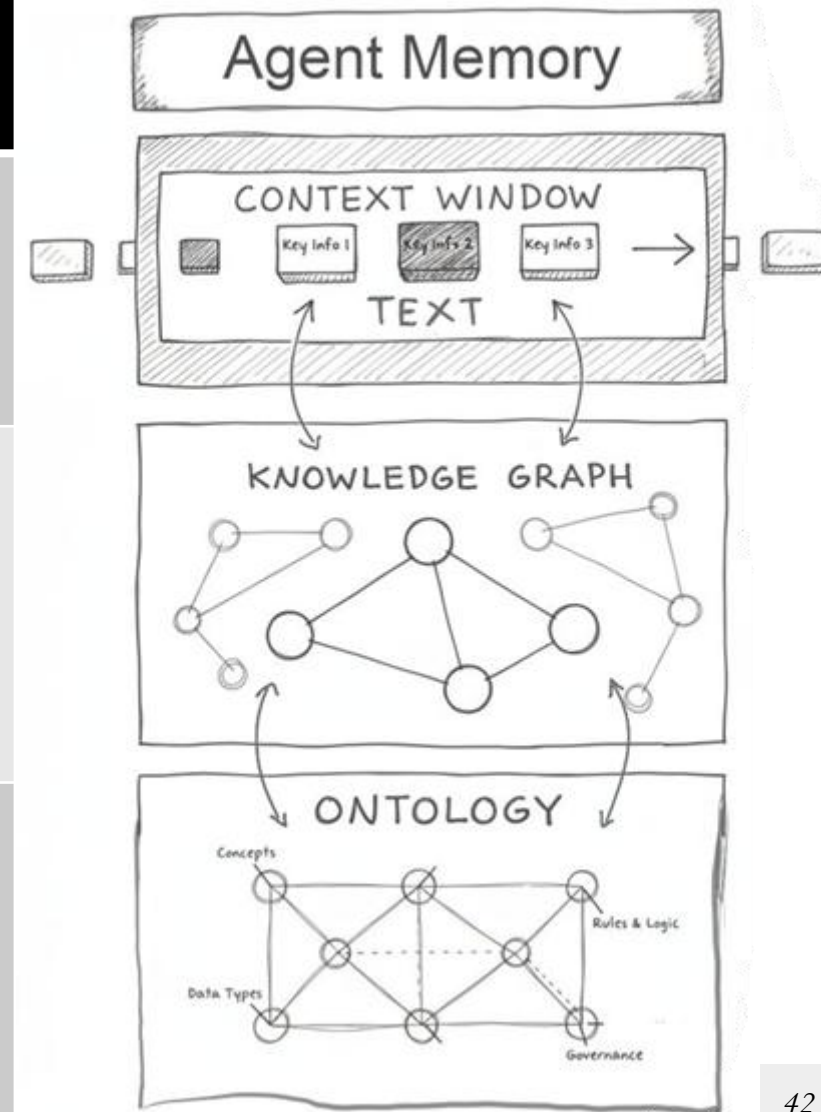 Agent Memory
CONTEXT WINDOW
Key Info 1
Key Info 2
Key Info 3
TEXT
KNOWLEDGE GRAPH
ONTOLOGY
Concepts
Rules & Logic
Data Types
Governance
42